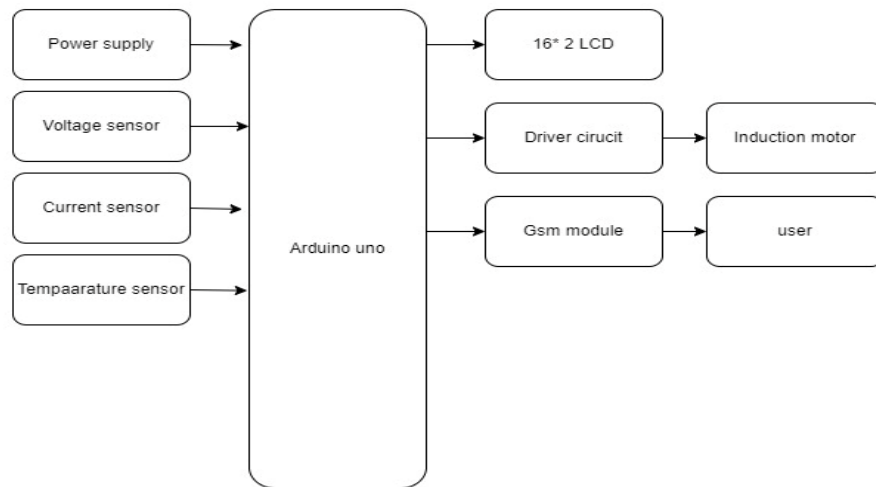 Power supply
Voltage sensor
Current sensor
Tempaarature sensor
Arduino uno
16* 2 LCD
Driver cirucit
Induction motor
Gsm module
user